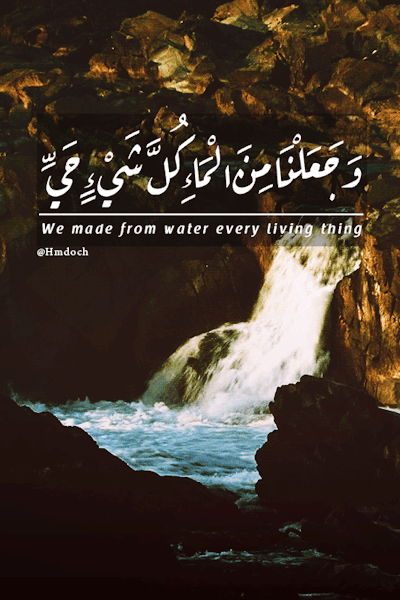 وَجَعَلْنَا مِنَ الْمَاءِ كُلَّ شَيْءٍ حَيٍّ
We made from water every living thing
@Hmdoch